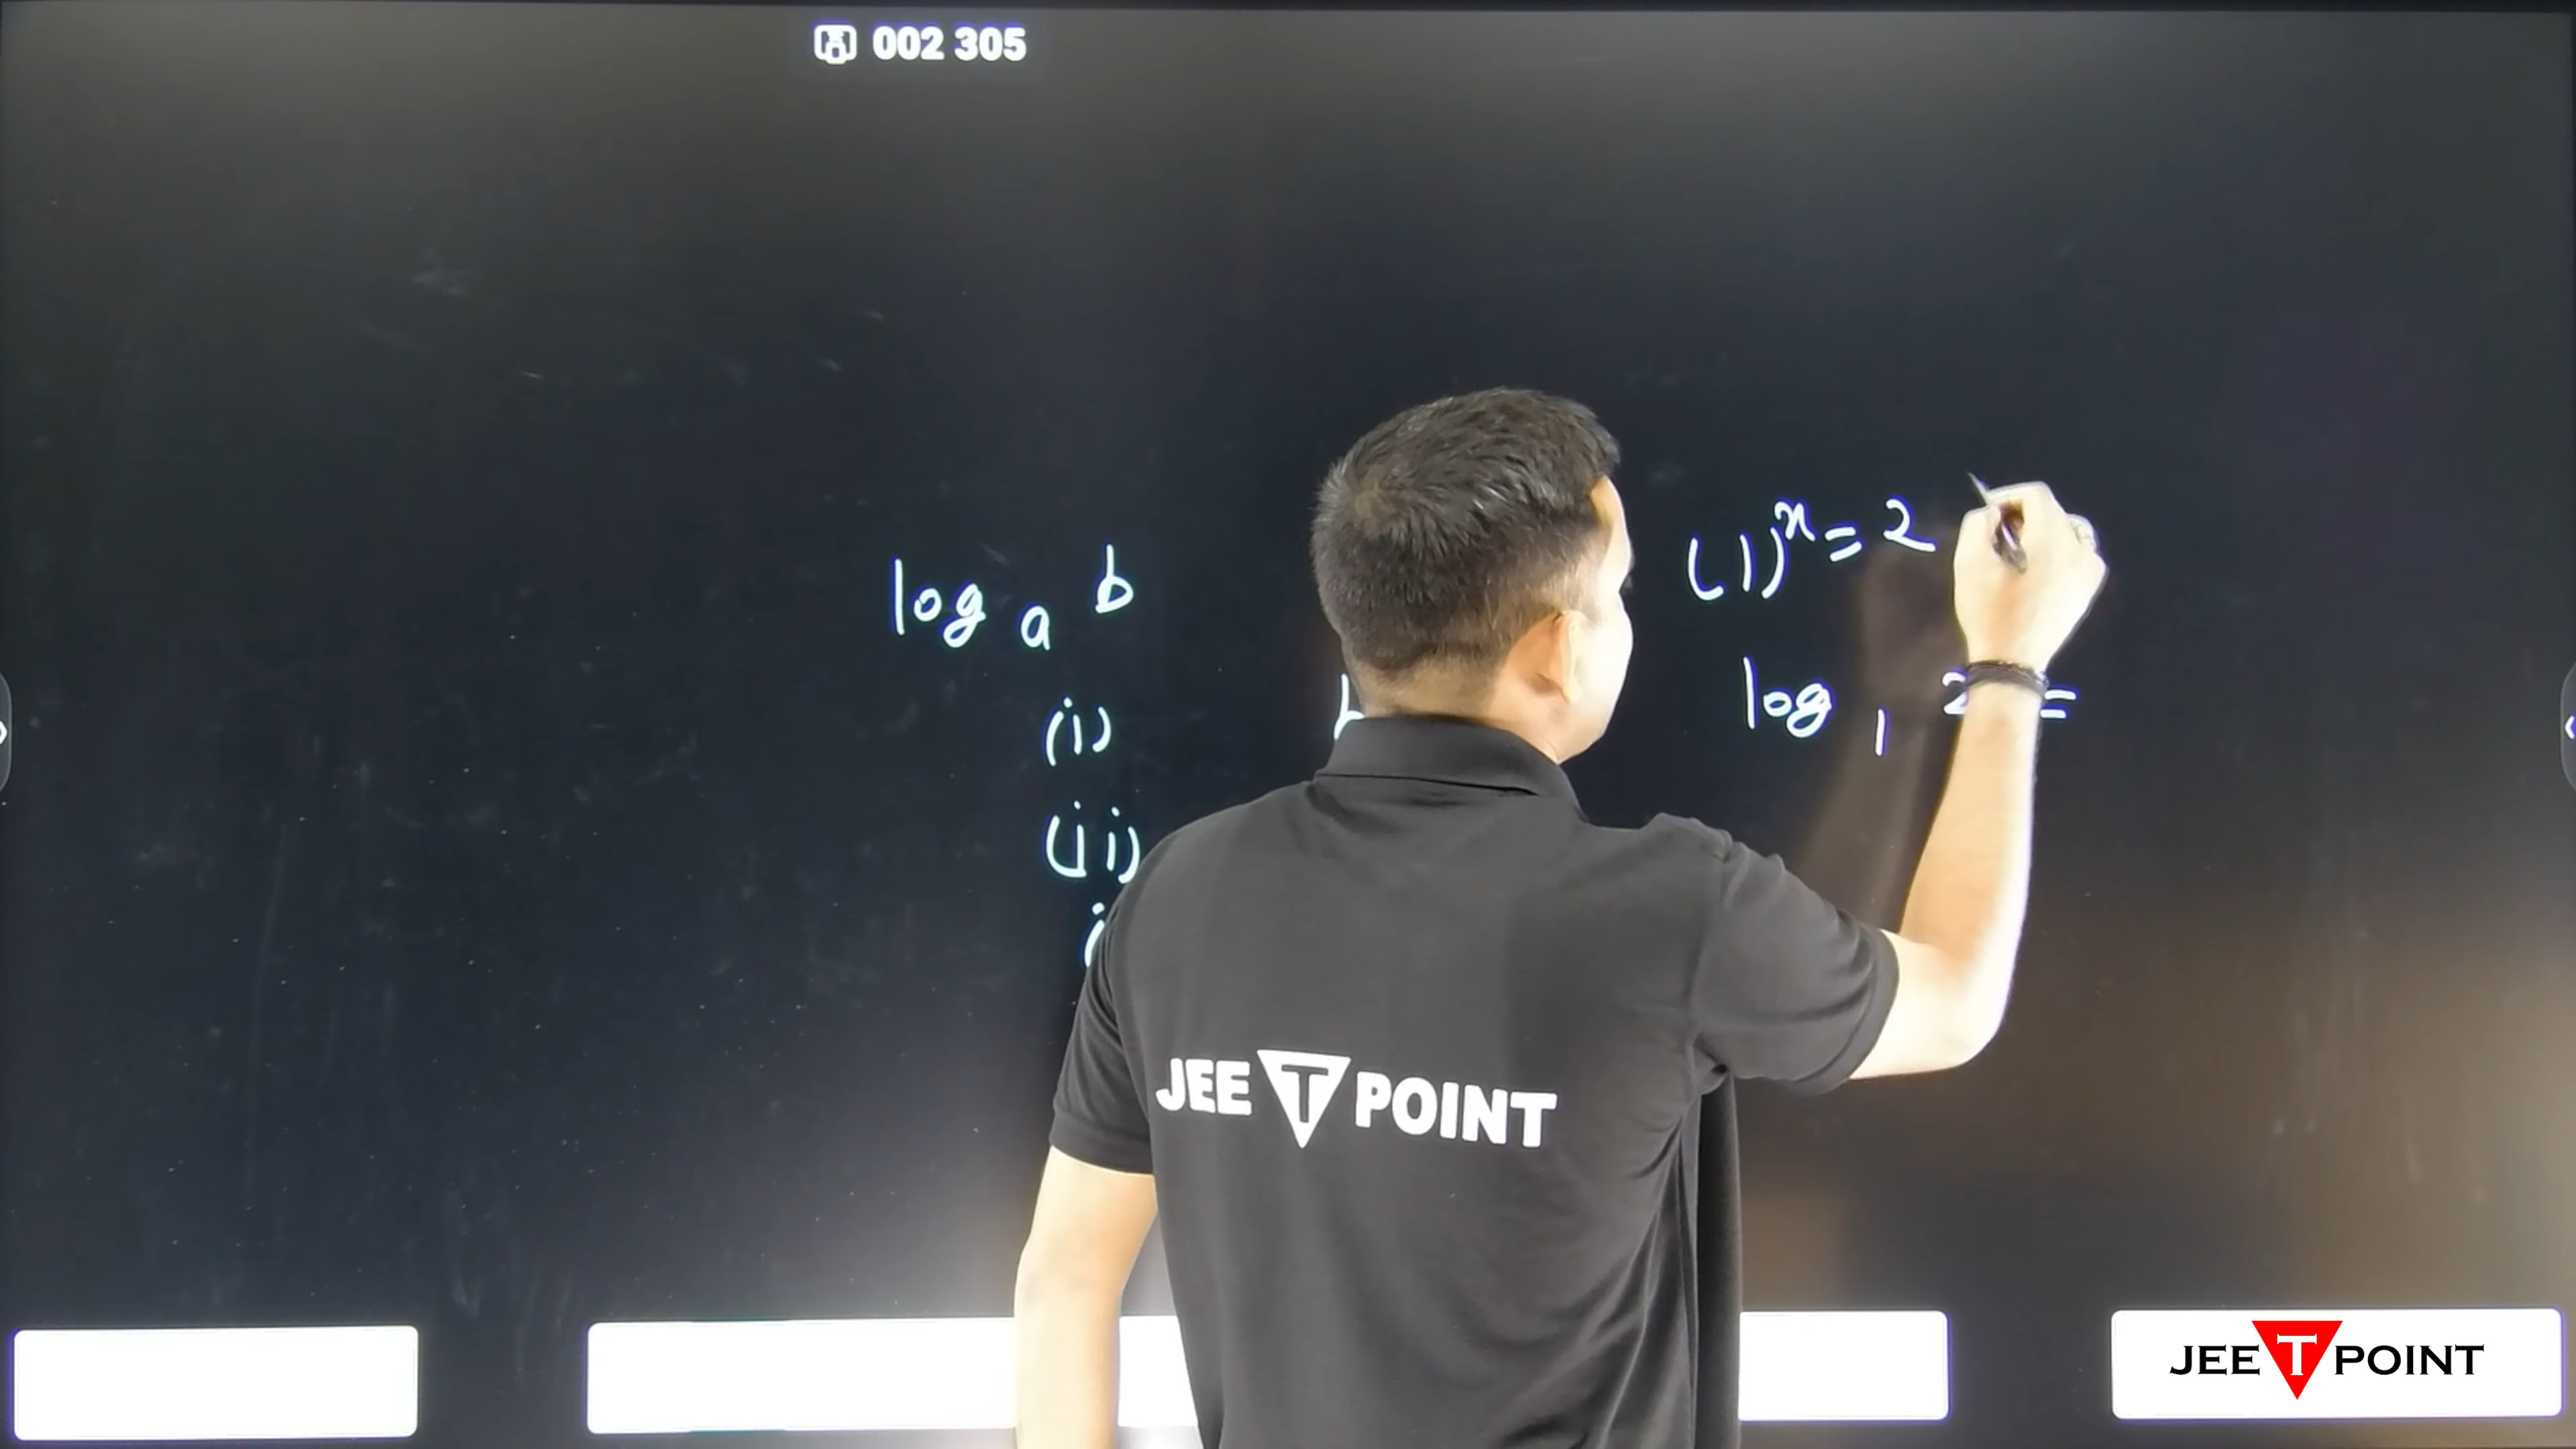 002 305
(1)ˣ = 2
log a b
log 1 2 =
(i) b
(ii)
JEE T POINT
JEE T POINT